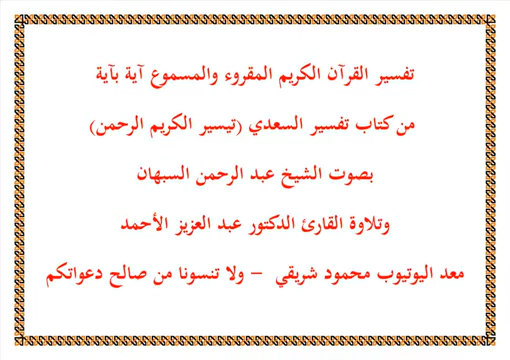 تفسير القرآن الكريم المقروء والمسموع آية بآية
من كتاب تفسير السعدي (تيسير الكريم الرحمن)
بصوت الشيخ عبد الرحمن السبهان
وتلاوة القارئ الدكتور عبد العزيز الأحمد
معد اليوتيوب محمود شريقي - ولا تنسونا من صالح دعواتكم